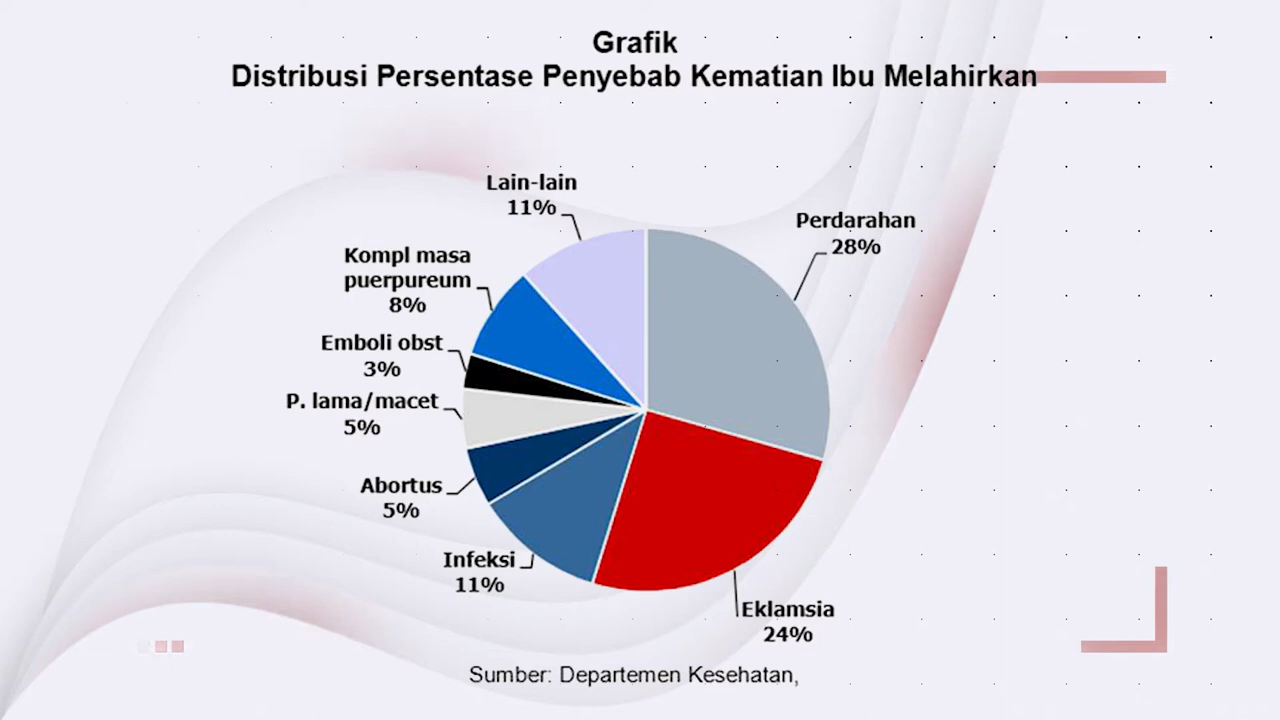 Grafik
Distribusi Persentase Penyebab Kematian Ibu Melahirkan
Lain-lain
11%
Perdarahan
28%
Kompl masa
puerpureum
8%
Emboli obst
3%
P. lama/macet
5%
Abortus
5%
Infeksi
11%
Eklamsia
24%
Sumber: Departemen Kesehatan,